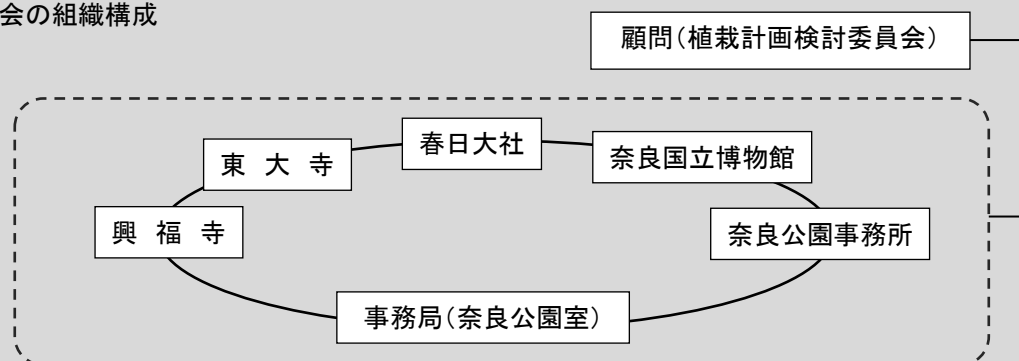 会の組織構成
顧問（植栽計画検討委員会）
春日大社
東 大 寺
奈良国立博物館
興 福 寺
奈良公園事務所
事務局（奈良公園室）